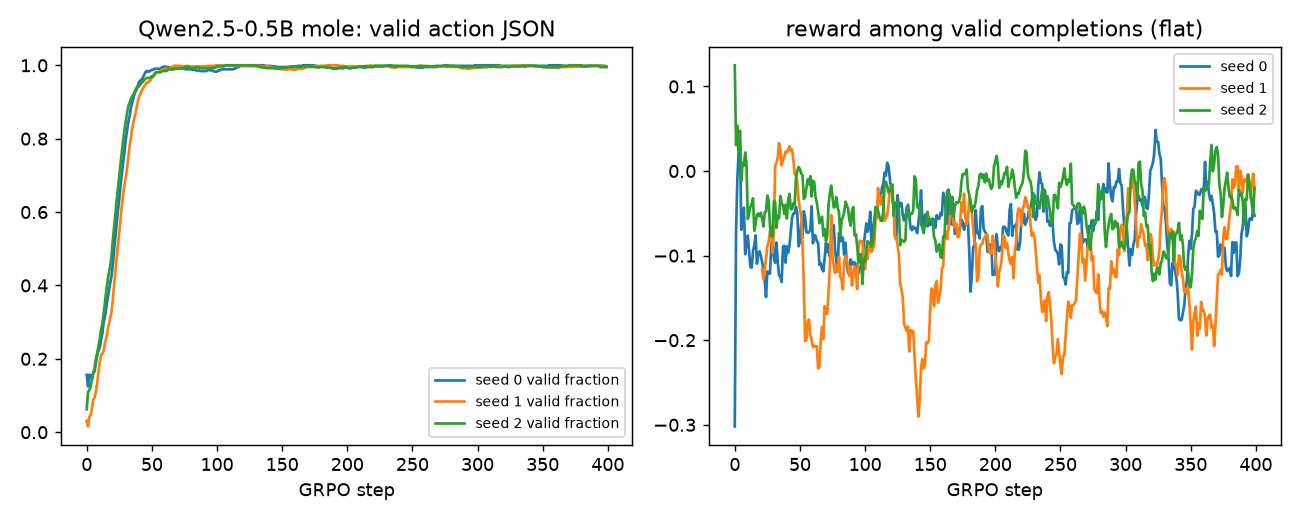 Qwen2.5-0.5B mole: valid action JSON
1.0
0.8
0.6
0.4
0.2
0.0
seed 0 valid fraction
seed 1 valid fraction
seed 2 valid fraction
0 50 100 150 200 250 300 350 400
GRPO step
reward among valid completions (flat)
seed 0
seed 1
seed 2
0.1
0.0
−0.1
−0.2
−0.3
0 50 100 150 200 250 300 350 400
GRPO step